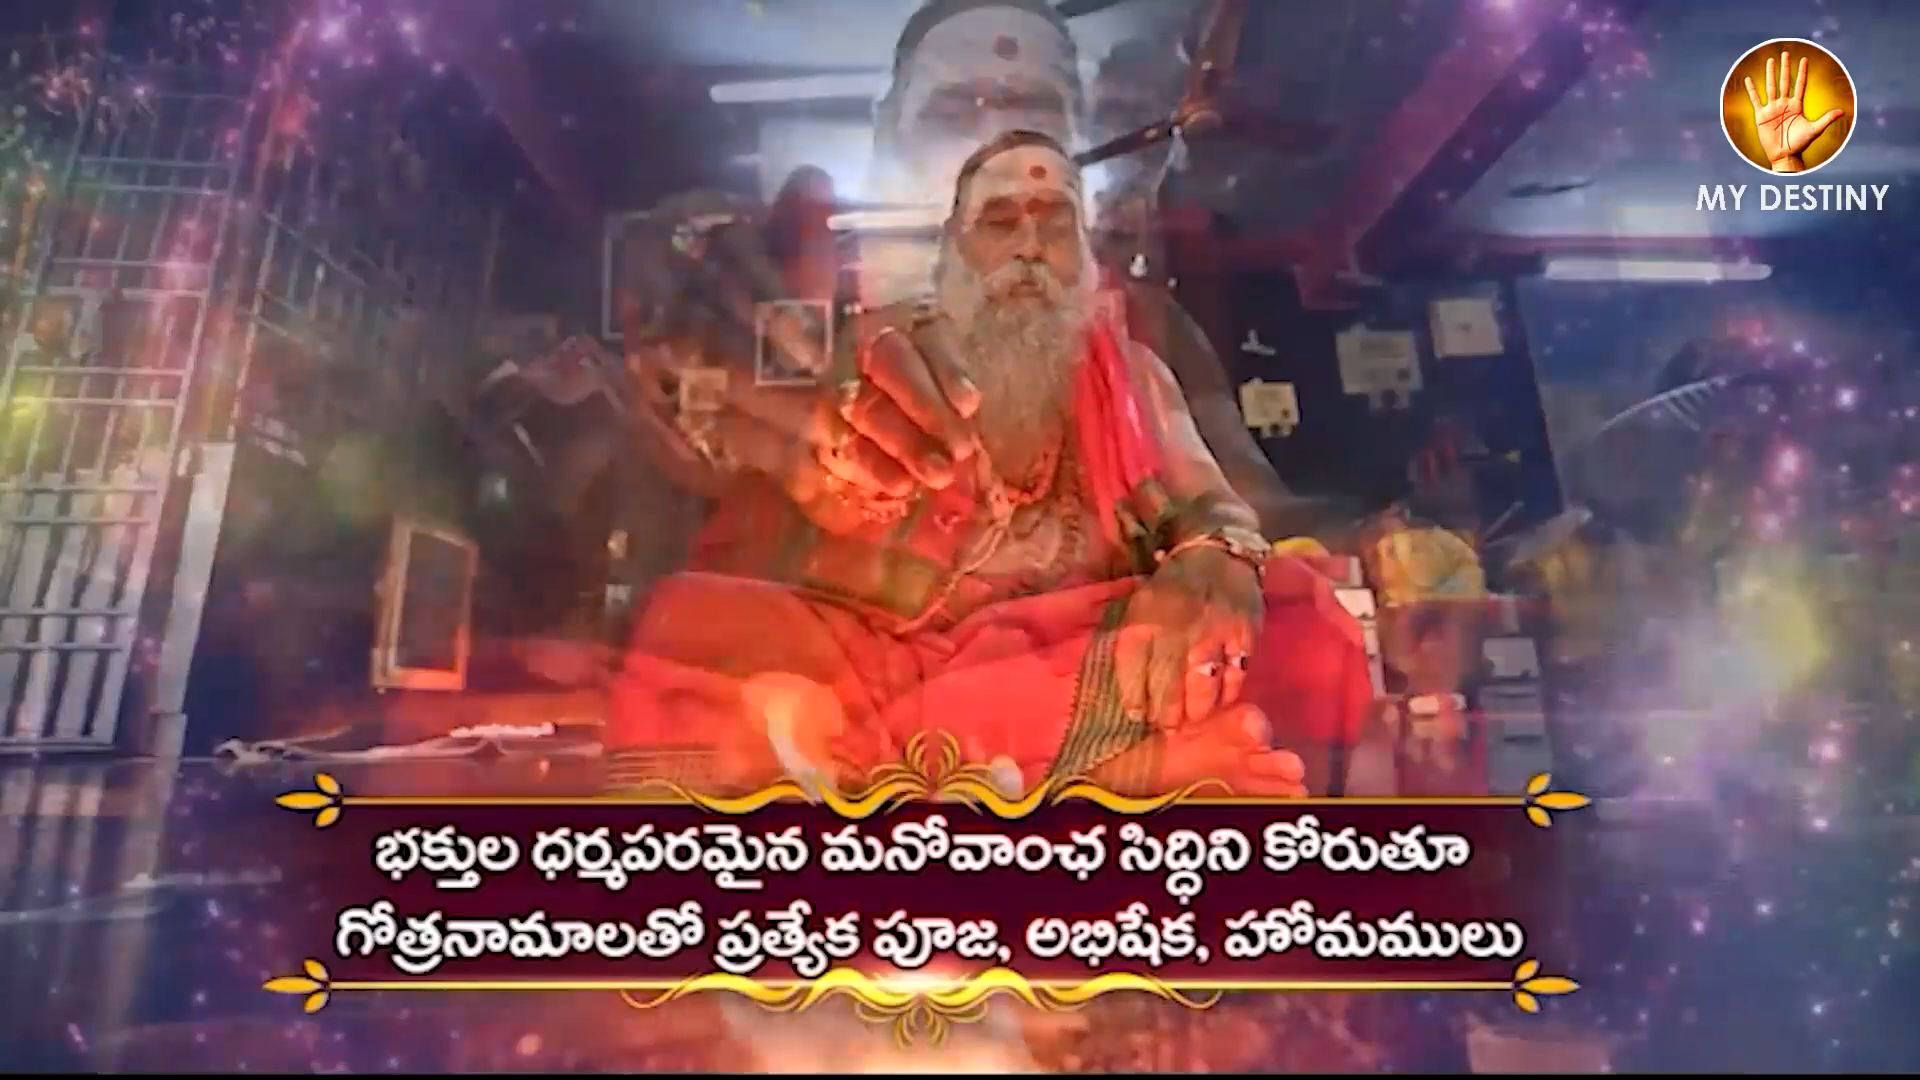 MY DESTINY
భక్తుల ధర్మపరమైన మనోవాంఛ సిద్ధిని కోరుతూ
గోత్రనామాలతో ప్రత్యేక పూజ, అభిషేక, హోమములు